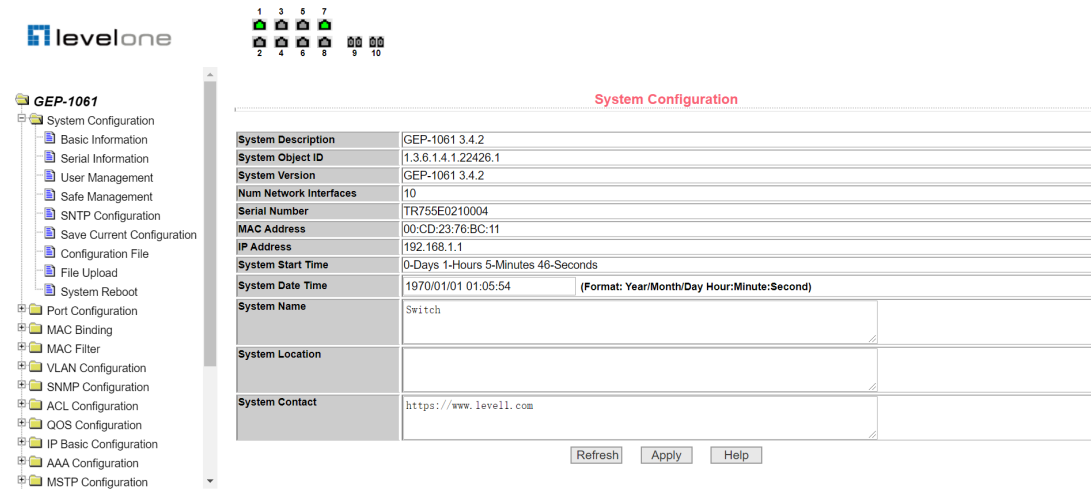 levelone
1 3 5 7
2 4 6 8 9 10
GEP-1061
System Configuration
Basic Information
Serial Information
User Management
Safe Management
SNTP Configuration
Save Current Configuration
Configuration File
File Upload
System Reboot
Port Configuration
MAC Binding
MAC Filter
VLAN Configuration
SNMP Configuration
ACL Configuration
QOS Configuration
IP Basic Configuration
AAA Configuration
MSTP Configuration
System Configuration
System Description GEP-1061 3.4.2
System Object ID 1.3.6.1.4.1.22426.1
System Version GEP-1061 3.4.2
Num Network Interfaces 10
Serial Number TR755E0210004
MAC Address 00:CD:23:76:BC:11
IP Address 192.168.1.1
System Start Time 0-Days 1-Hours 5-Minutes 46-Seconds
System Date Time 1970/01/01 01:05:54 (Format: Year/Month/Day Hour:Minute:Second)
System Name Switch
System Location
System Contact https://www.level1.com
Refresh Apply Help